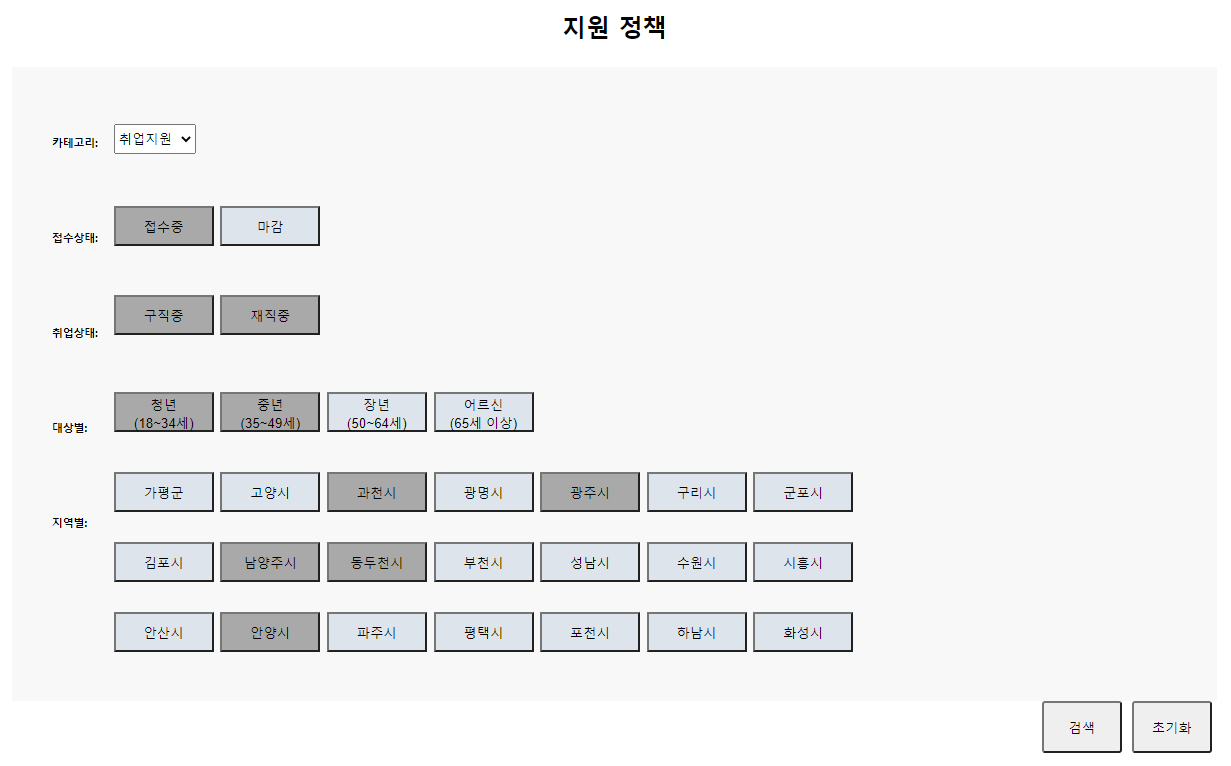 지원 정책
카테고리: 취업지원
접수상태: 접수중 마감
취업상태: 구직중 재직중
대상별: 청년 (18~34세) 중년 (35~49세) 장년 (50~64세) 어르신 (65세 이상)
지역별:
가평군 고양시 과천시 광명시 광주시 구리시 군포시
김포시 남양주시 동두천시 부천시 성남시 수원시 시흥시
안산시 안양시 파주시 평택시 포천시 하남시 화성시
검색 초기화